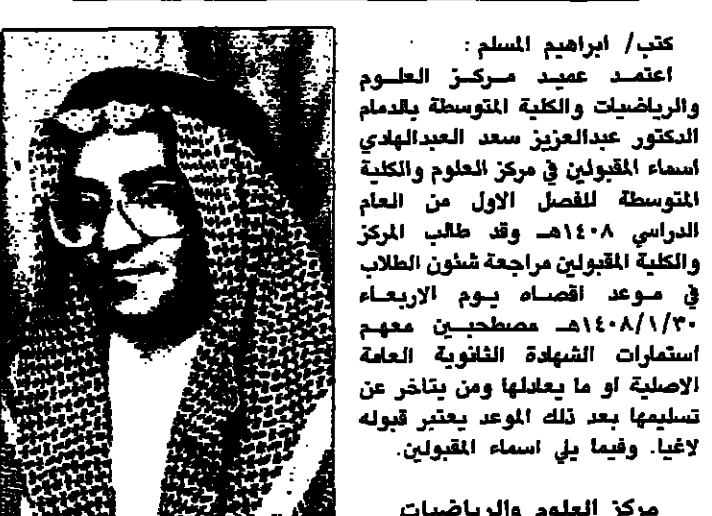 كتب/ ابراهيم المسلم :
اعتمد عميد مركز العلوم
والرياضيات والكلية المتوسطة بالدمام
الدكتور عبدالعزيز سعد العبدالهادي
اسماء المقبولين في مركز العلوم والكلية
المتوسطة للفصل الاول من العام
الدراسي ١٤٠٨هـ وقد طالب المركز
والكلية المقبولين مراجعة شئون الطلاب
في موعد اقصاه يوم الاربعاء
١٤٠٨/١/٣٠هـ مصطحبين معهم
استمارات الشهادة الثانوية العامة
الاصلية او ما يعادلها ومن يتاخر عن
تسليمها بعد ذلك الموعد يعتبر قبوله
لاغيا. وفيما يلي اسماء المقبولين.
مركز العلوم والرياضيات